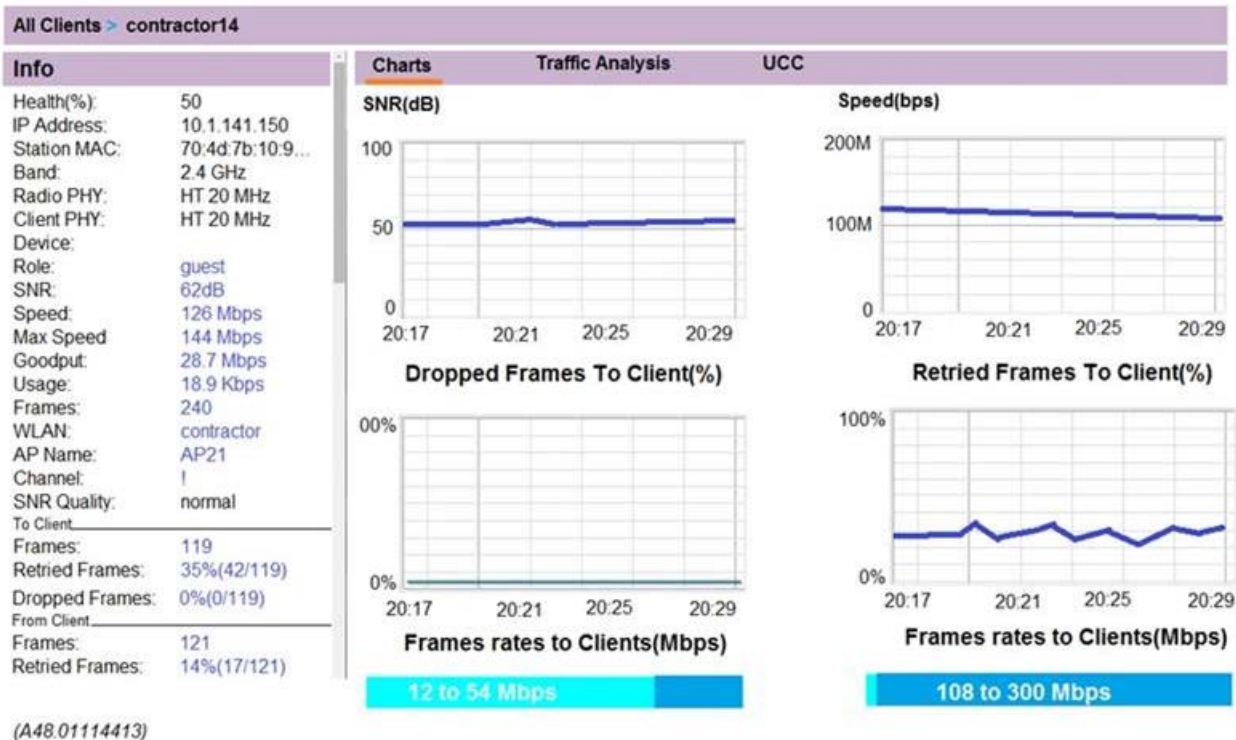 All Clients > contractor14
Info
Health(%): 50
IP Address: 10.1.141.150
Station MAC: 70:4d:7b:10:9...
Band: 2.4 GHz
Radio PHY: HT 20 MHz
Client PHY: HT 20 MHz
Device:
Role: guest
SNR: 62dB
Speed: 126 Mbps
Max Speed 144 Mbps
Goodput: 28.7 Mbps
Usage: 18.9 Kbps
Frames: 240
WLAN: contractor
AP Name: AP21
Channel: !
SNR Quality: normal
To Client
Frames: 119
Retried Frames: 35%(42/119)
Dropped Frames: 0%(0/119)
From Client
Frames: 121
Retried Frames: 14%(17/121)
(A48.01114413)
Charts Traffic Analysis UCC
SNR(dB)
100
50
0
20:17 20:21 20:25 20:29
Speed(bps)
200M
100M
0
20:17 20:21 20:25 20:29
Dropped Frames To Client(%)
00%
0%
20:17 20:21 20:25 20:29
Retried Frames To Client(%)
100%
0%
20:17 20:21 20:25 20:29
Frames rates to Clients(Mbps)
12 to 54 Mbps
Frames rates to Clients(Mbps)
108 to 300 Mbps